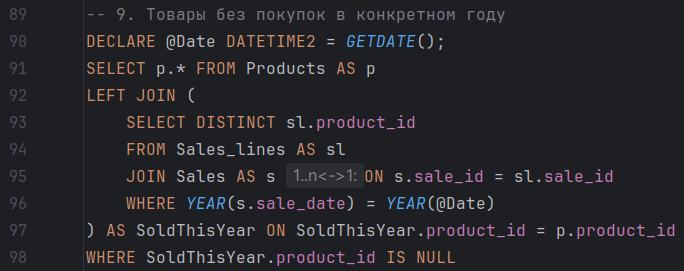 89 -- 9. Товары без покупок в конкретном году
90 DECLARE @Date DATETIME2 = GETDATE();
91 SELECT p.* FROM Products AS p
92 LEFT JOIN (
93     SELECT DISTINCT sl.product_id
94     FROM Sales_lines AS sl
95     JOIN Sales AS s 1..n<->1: ON s.sale_id = sl.sale_id
96     WHERE YEAR(s.sale_date) = YEAR(@Date)
97 ) AS SoldThisYear ON SoldThisYear.product_id = p.product_id
98 WHERE SoldThisYear.product_id IS NULL